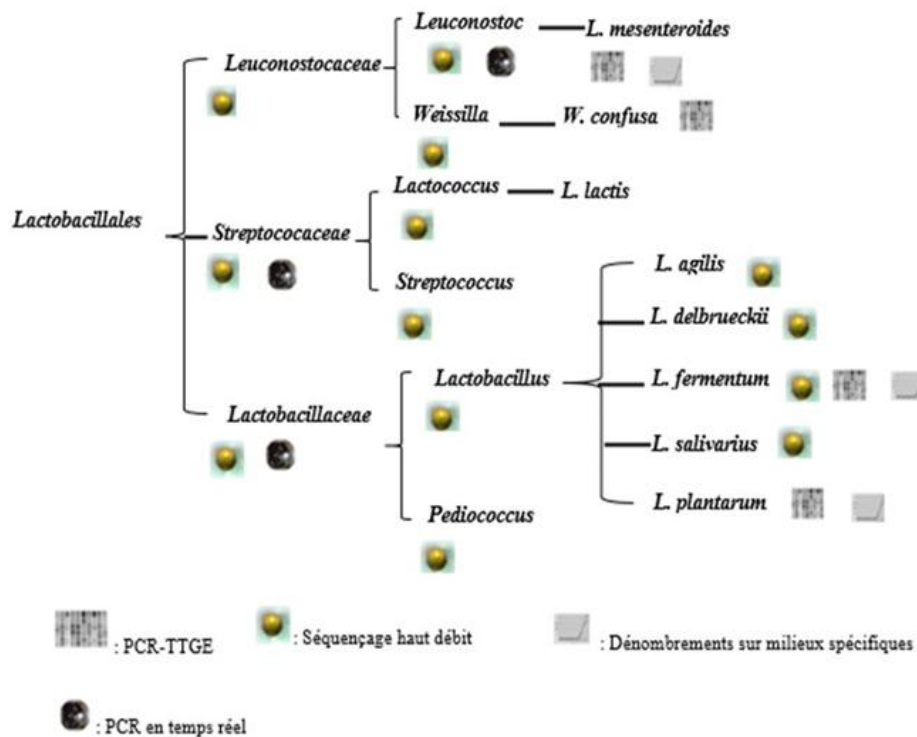 Leuconostoc
L. mesenteroides
Leuconostocaceae
Weissilla
W. confusa
Lactococcus
L. lactis
Lactobacillales
Streptococaceae
Streptococcus
L. agilis
L. delbrueckii
Lactobacillus
L. fermentum
Lactobacillaceae
L. salivarius
L. plantarum
Pediococcus
: PCR-TTGE
: Séquençage haut débit
: Dénombrements sur milieux spécifiques
: PCR en temps réel